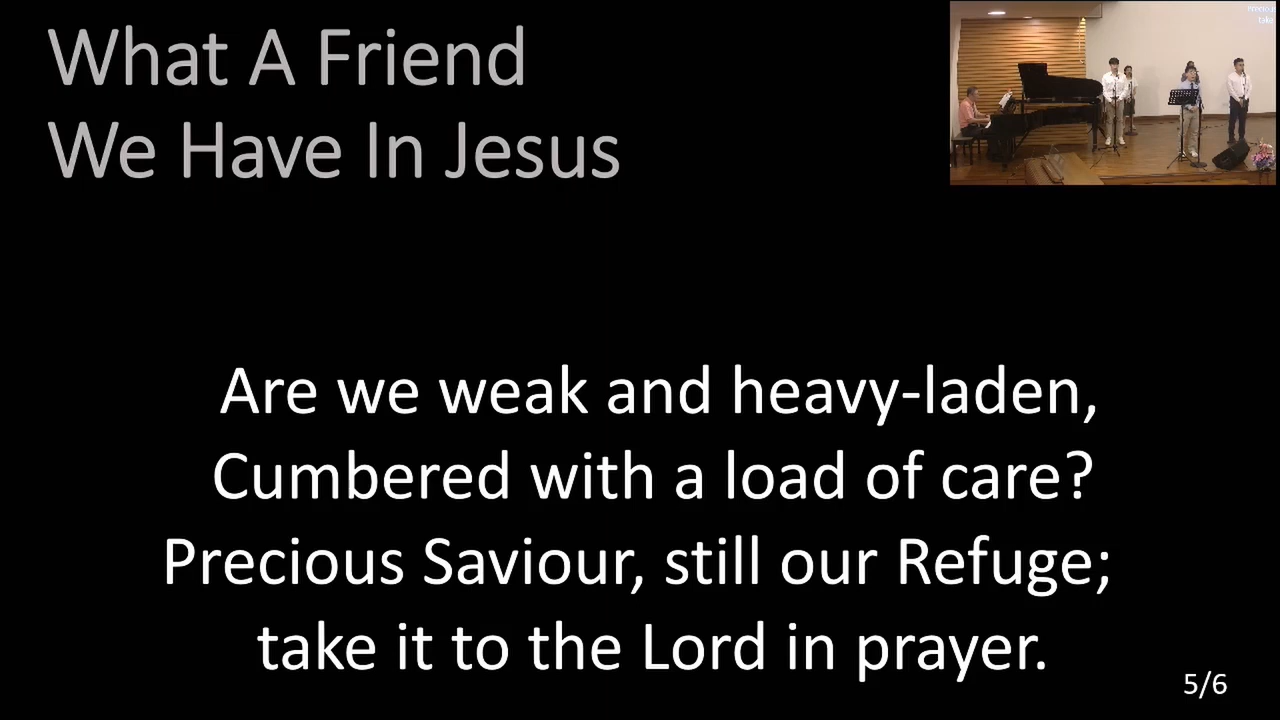 What A Friend
We Have In Jesus
Are we weak and heavy-laden,
Cumbered with a load of care?
Precious Saviour, still our Refuge;
take it to the Lord in prayer.
5/6